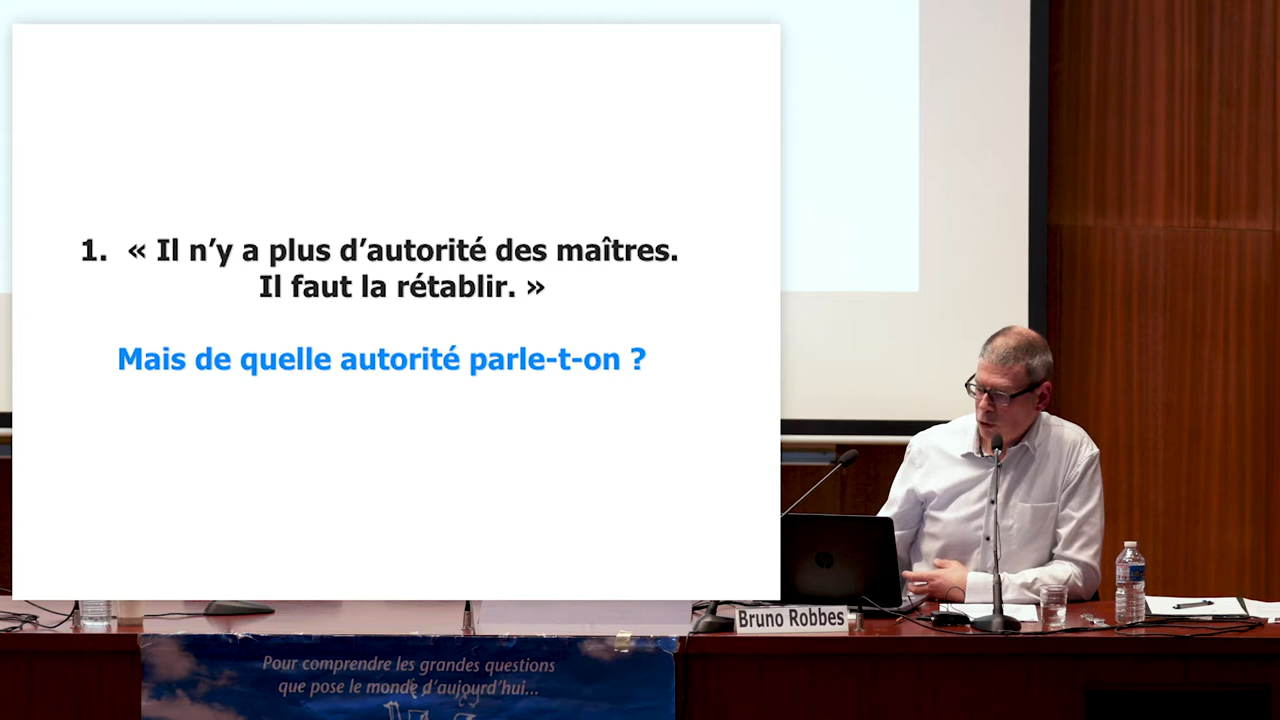 1. « Il n’y a plus d’autorité des maîtres.
Il faut la rétablir. »
Mais de quelle autorité parle-t-on ?
Bruno Robbes
Pour comprendre les grandes questions
que pose le monde d’aujourd’hui...